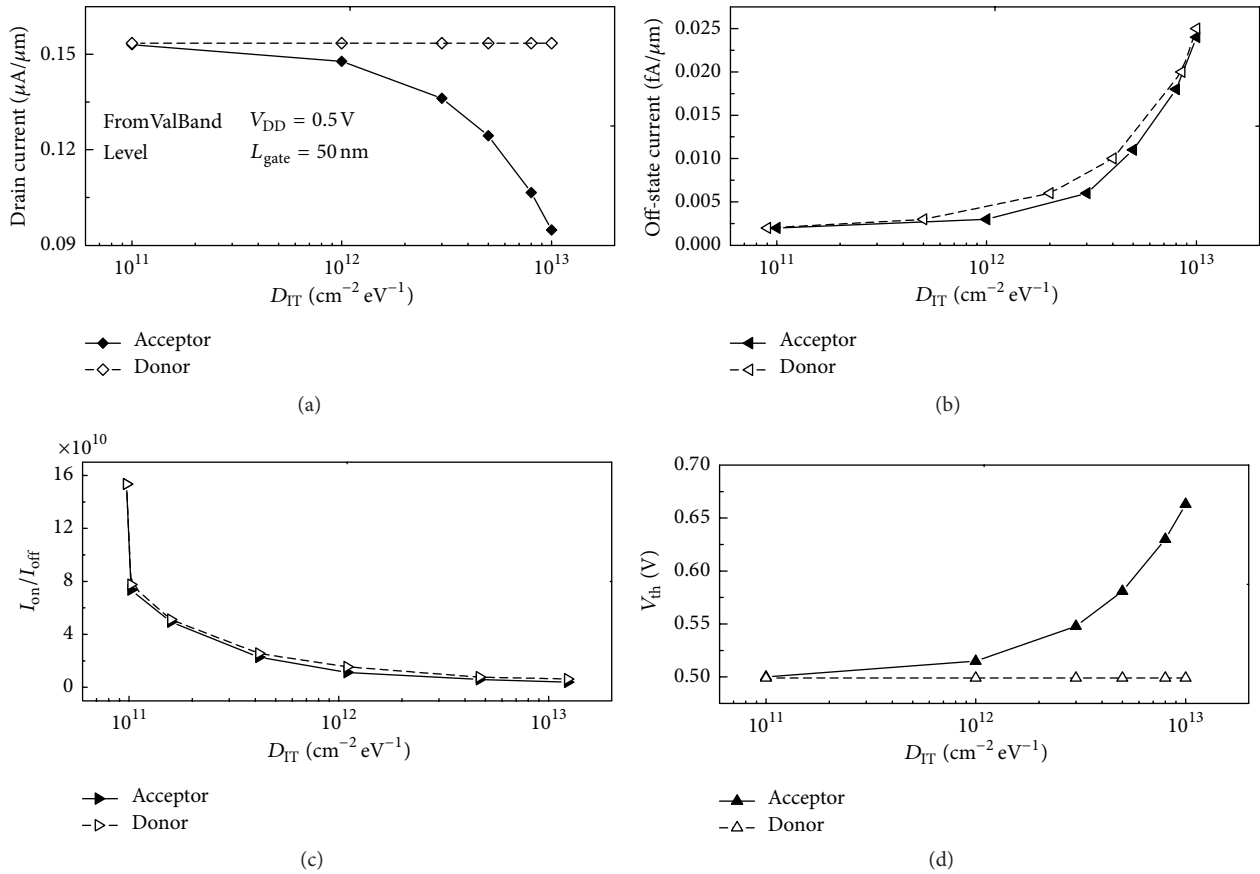 Drain current (μA/μm)
0.15
0.12
0.09
FromValBand
Level
V_DD = 0.5 V
L_gate = 50 nm
10^11
10^12
10^13
D_IT (cm^−2 eV^−1)
Acceptor
Donor
(a)
Off-state current (fA/μm)
0.025
0.020
0.015
0.010
0.005
0.000
10^11
10^12
10^13
D_IT (cm^−2 eV^−1)
Acceptor
Donor
(b)
×10^10
I_on/I_off
16
12
8
4
0
10^11
10^12
10^13
D_IT (cm^−2 eV^−1)
Acceptor
Donor
(c)
V_th (V)
0.70
0.65
0.60
0.55
0.50
10^11
10^12
10^13
D_IT (cm^−2 eV^−1)
Acceptor
Donor
(d)